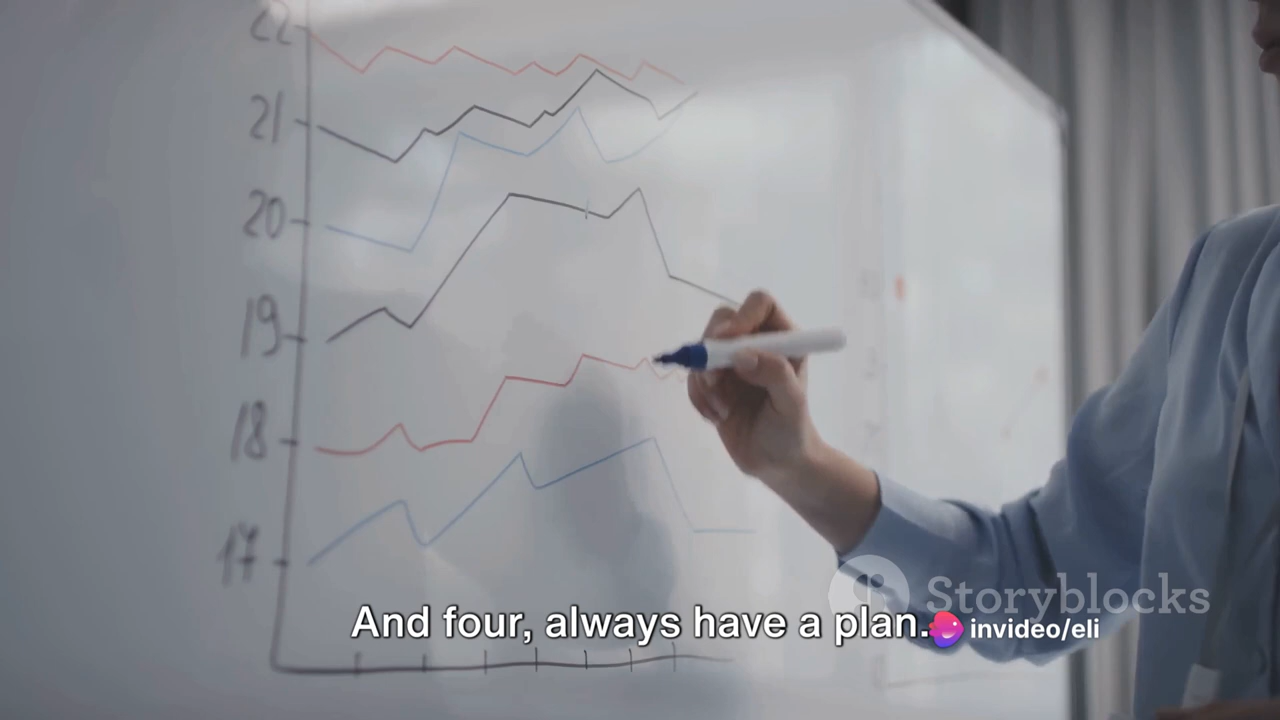 22
21
20
19
18
17
Storyblocks
And four, always have a plan.
invideo/eli